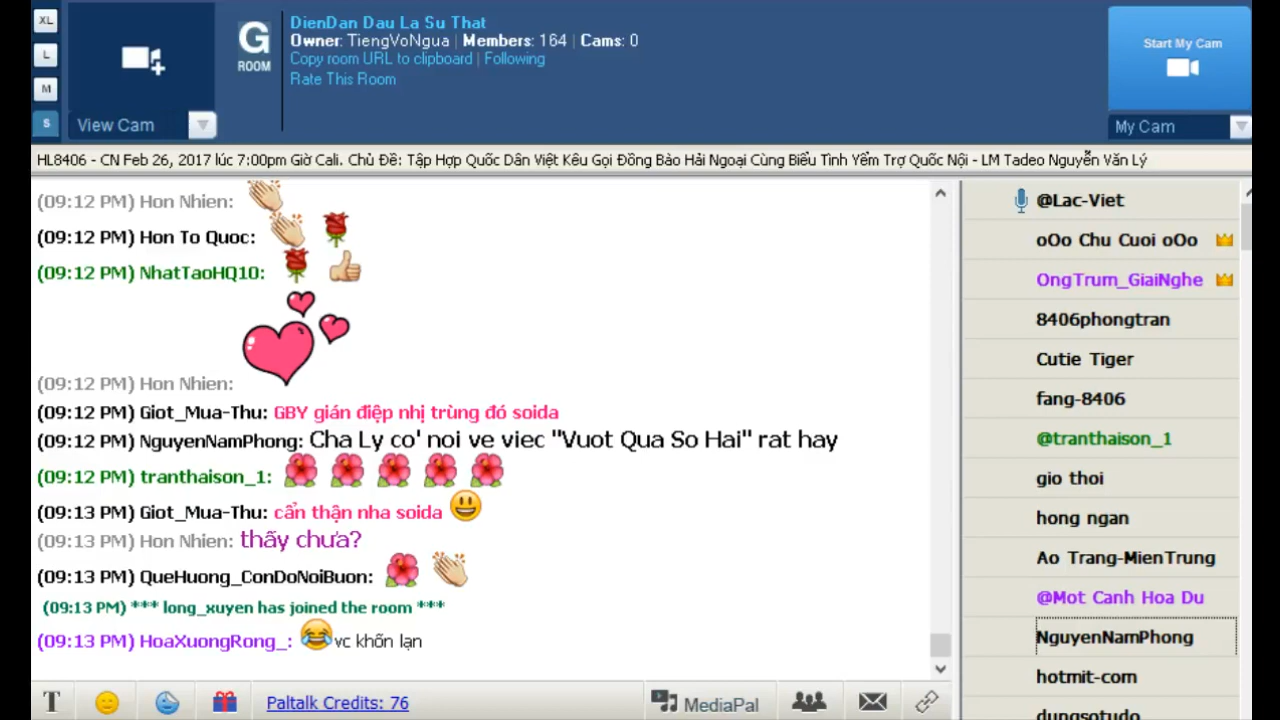 XL
L
M
S
View Cam
G
ROOM
DienDan Dau La Su That
Owner: TiengVoNgua | Members: 164 | Cams: 0
Copy room URL to clipboard | Following
Rate This Room
Start My Cam
My Cam
HL8406 - CN Feb 26, 2017 lúc 7:00pm Giờ Cali. Chủ Đề: Tập Hợp Quốc Dân Việt Kêu Gọi Đồng Bào Hải Ngoại Cùng Biểu Tình Yểm Trợ Quốc Nội - LM Tadeo Nguyễn Văn Lý
(09:12 PM) Hon Nhien:
(09:12 PM) Hon To Quoc:
(09:12 PM) NhatTaoHQ10:
(09:12 PM) Hon Nhien:
(09:12 PM) Giot_Mua-Thu: GBY gián điệp nhị trùng đó soida
(09:12 PM) NguyenNamPhong: Cha Ly co' noi ve viec "Vuot Qua So Hai" rat hay
(09:12 PM) tranthaison_1:
(09:13 PM) Giot_Mua-Thu: cẩn thận nha soida
(09:13 PM) Hon Nhien: thấy chưa?
(09:13 PM) QueHuong_ConDoNoiBuon:
(09:13 PM) *** long_xuyen has joined the room ***
(09:13 PM) HoaXuongRong_: vc khốn lạn
@Lac-Viet
oOo Chu Cuoi oOo
OngTrum_GiaiNghe
8406phongtran
Cutie Tiger
fang-8406
@tranthaison_1
gio thoi
hong ngan
Ao Trang-MienTrung
@Mot Canh Hoa Du
NguyenNamPhong
hotmit-com
dungsotudo
T
Paltalk Credits: 76
MediaPal